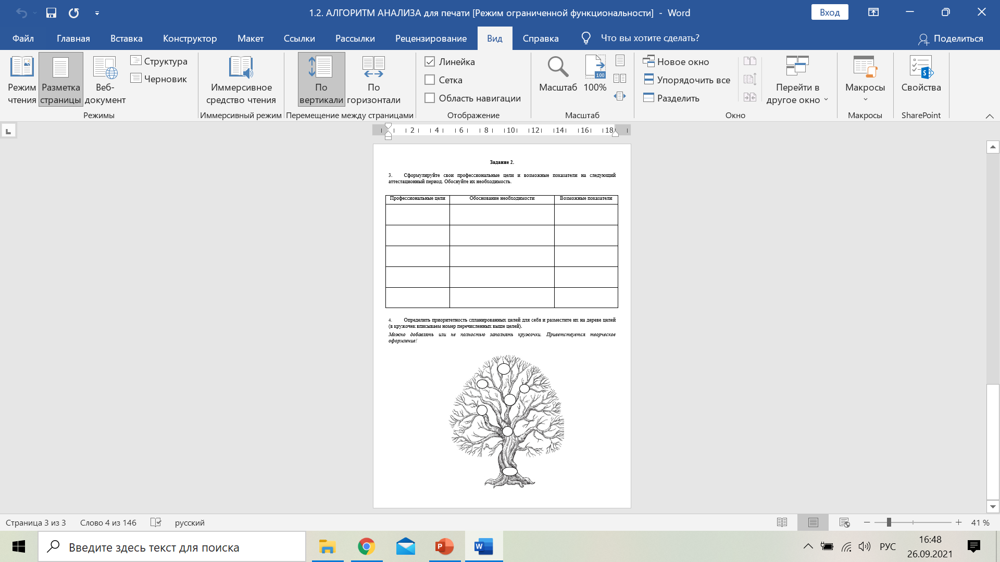 1.2. АЛГОРИТМ АНАЛИЗА для печати [Режим ограниченной функциональности] - Word
Вход
Файл Главная Вставка Конструктор Макет Ссылки Рассылки Рецензирование Вид Справка Что вы хотите сделать? Поделиться
Режим чтения
Разметка страницы
Веб-документ
Структура
Черновик
Режимы
Иммерсивное средство чтения
Иммерсивный режим
По вертикали
По горизонтали
Перемещение между страницами
Линейка
Сетка
Область навигации
Отображение
Масштаб
100
100%
Масштаб
Новое окно
Упорядочить все
Разделить
Перейти в другое окно
Окно
Макросы
Макросы
S
Свойства
SharePoint
L
2 4 6 8 10 12 14 16 18
Задание 2.
3. Сформулируйте свои профессиональные цели и возможные показатели на следующий
аттестационный период. Обоснуйте их необходимость.
Профессиональные цели Обоснование необходимости Возможные показатели
4. Определить приоритетность спланированных целей для себя и разместите их на дереве целей
(в кружочек вписываем номер перечисленных выше целей).
Можно добавлять или не полностью заполнять кружочки. Приветствуется творческое
оформление!
Страница 3 из 3 Слово 4 из 146 русский 41 %
Введите здесь текст для поиска
P
W
РУС
16:48
26.09.2021